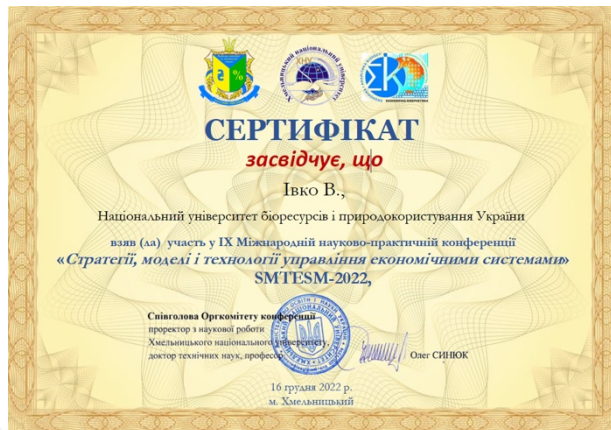 СЕРТИФІКАТ
засвідчує, що
Івко В.,
Національний університет біоресурсів і природокористування України
взяв (ла) участь у ІХ Міжнародній науково-практичній конференції
«Стратегії, моделі і технології управління економічними системами»
SMTESM-2022,
Співголова Оргкомітету конференції
проректор з наукової роботи
Хмельницького національного університету,
доктор технічних наук, професор
Олег СИНЮК
16 грудня 2022 р.
м. Хмельницький